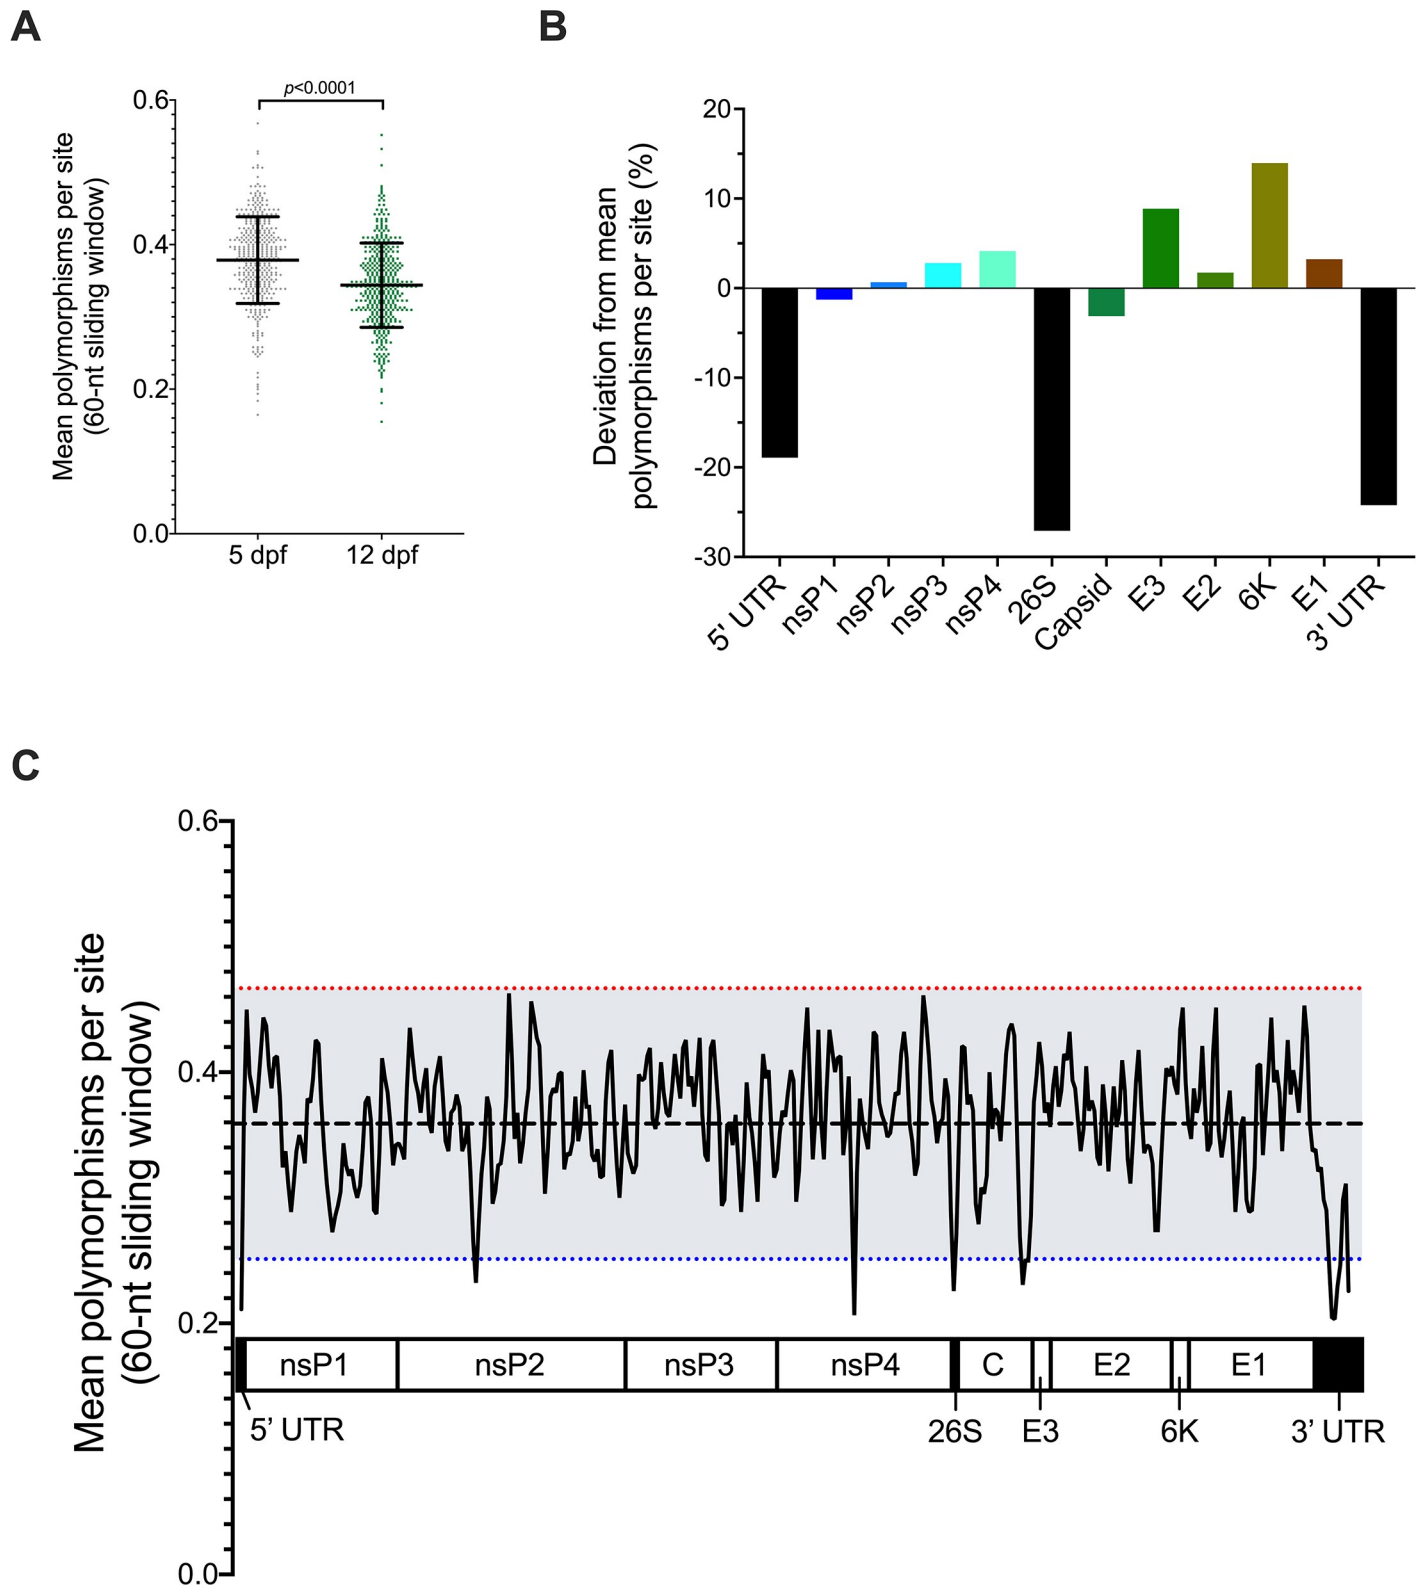 A
Mean polymorphisms per site
(60-nt sliding window)
p<0.0001
0.6
0.4
0.2
0.0
5 dpf
12 dpf
B
Deviation from mean
polymorphisms per site (%)
20
10
0
-10
-20
-30
5' UTR
nsP1
nsP2
nsP3
nsP4
26S
Capsid
E3
E2
6K
E1
3' UTR
C
Mean polymorphisms per site
(60-nt sliding window)
0.6
0.4
0.2
0.0
nsP1
nsP2
nsP3
nsP4
C
E2
E1
5’ UTR
26S
E3
6K
3’ UTR